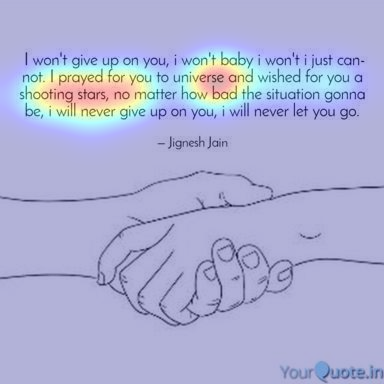 I won't give up on you, i won't baby i won't i just can-
not. I prayed for you to universe and wished for you a
shooting stars, no matter how bad the situation gonna
be, i will never give up on you, i will never let you go.
– Jignesh Jain
YourQuote.in